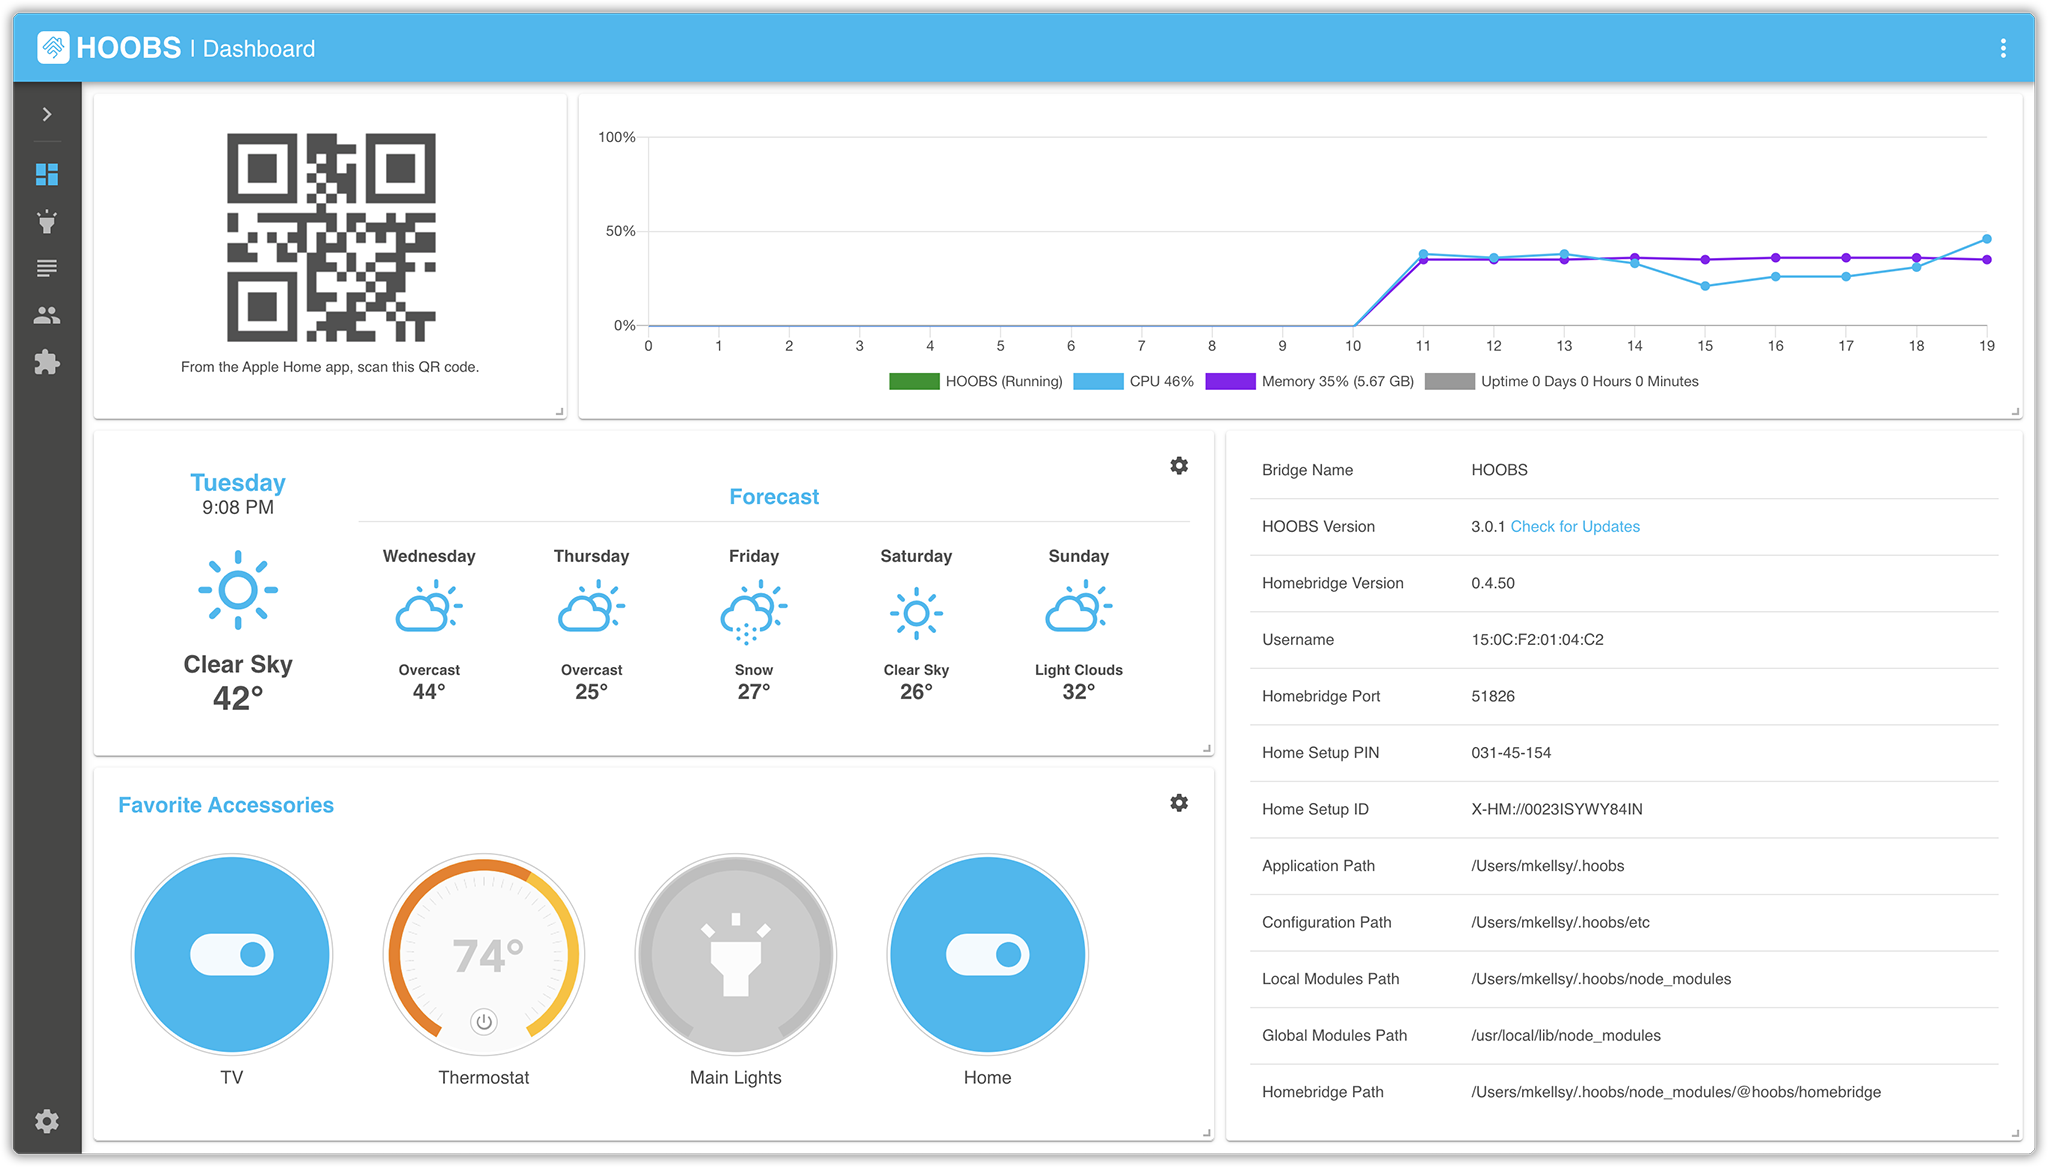 HOOBS | Dashboard
From the Apple Home app, scan this QR code.
100%
50%
0%
0 1 2 3 4 5 6 7 8 9 10 11 12 13 14 15 16 17 18 19
HOOBS (Running) CPU 46% Memory 35% (5.67 GB) Uptime 0 Days 0 Hours 0 Minutes
Tuesday
9:08 PM
Clear Sky
42°
Forecast
Wednesday Thursday Friday Saturday Sunday
Overcast Overcast Snow Clear Sky Light Clouds
44° 25° 27° 26° 32°
Favorite Accessories
74°
TV Thermostat Main Lights Home
Bridge Name HOOBS
HOOBS Version 3.0.1 Check for Updates
Homebridge Version 0.4.50
Username 15:0C:F2:01:04:C2
Homebridge Port 51826
Home Setup PIN 031-45-154
Home Setup ID X-HM://0023ISYWY84IN
Application Path /Users/mkellsy/.hoobs
Configuration Path /Users/mkellsy/.hoobs/etc
Local Modules Path /Users/mkellsy/.hoobs/node_modules
Global Modules Path /usr/local/lib/node_modules
Homebridge Path /Users/mkellsy/.hoobs/node_modules/@hoobs/homebridge